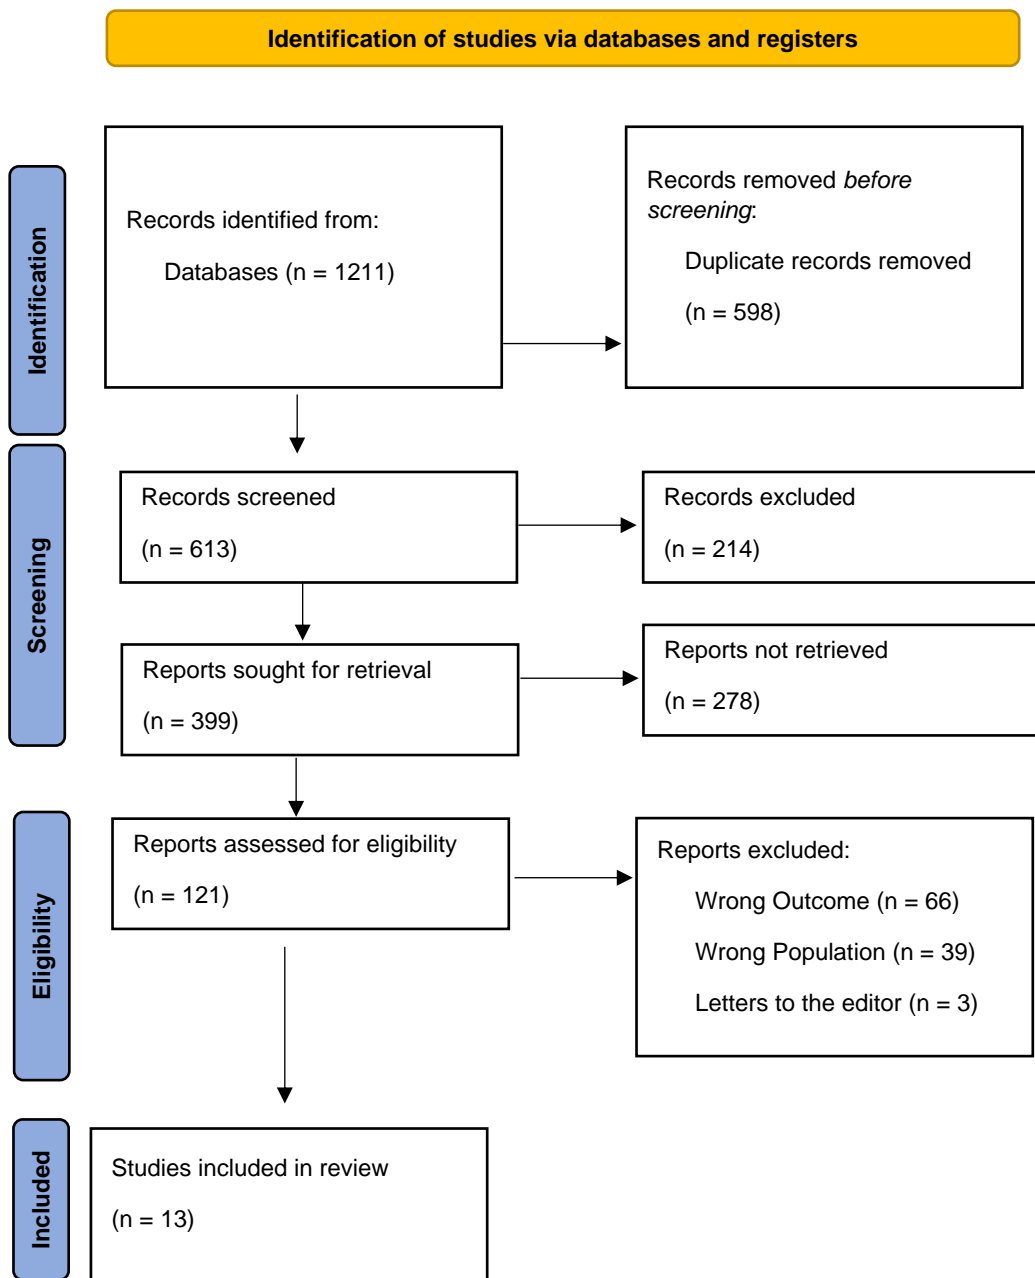 Identification of studies via databases and registers
Identification
Records identified from:
Databases (n = 1211)
Records removed before
screening:
Duplicate records removed
(n = 598)
Screening
Records screened
(n = 613)
Records excluded
(n = 214)
Reports sought for retrieval
(n = 399)
Reports not retrieved
(n = 278)
Eligibility
Reports assessed for eligibility
(n = 121)
Reports excluded:
Wrong Outcome (n = 66)
Wrong Population (n = 39)
Letters to the editor (n = 3)
Included
Studies included in review
(n = 13)